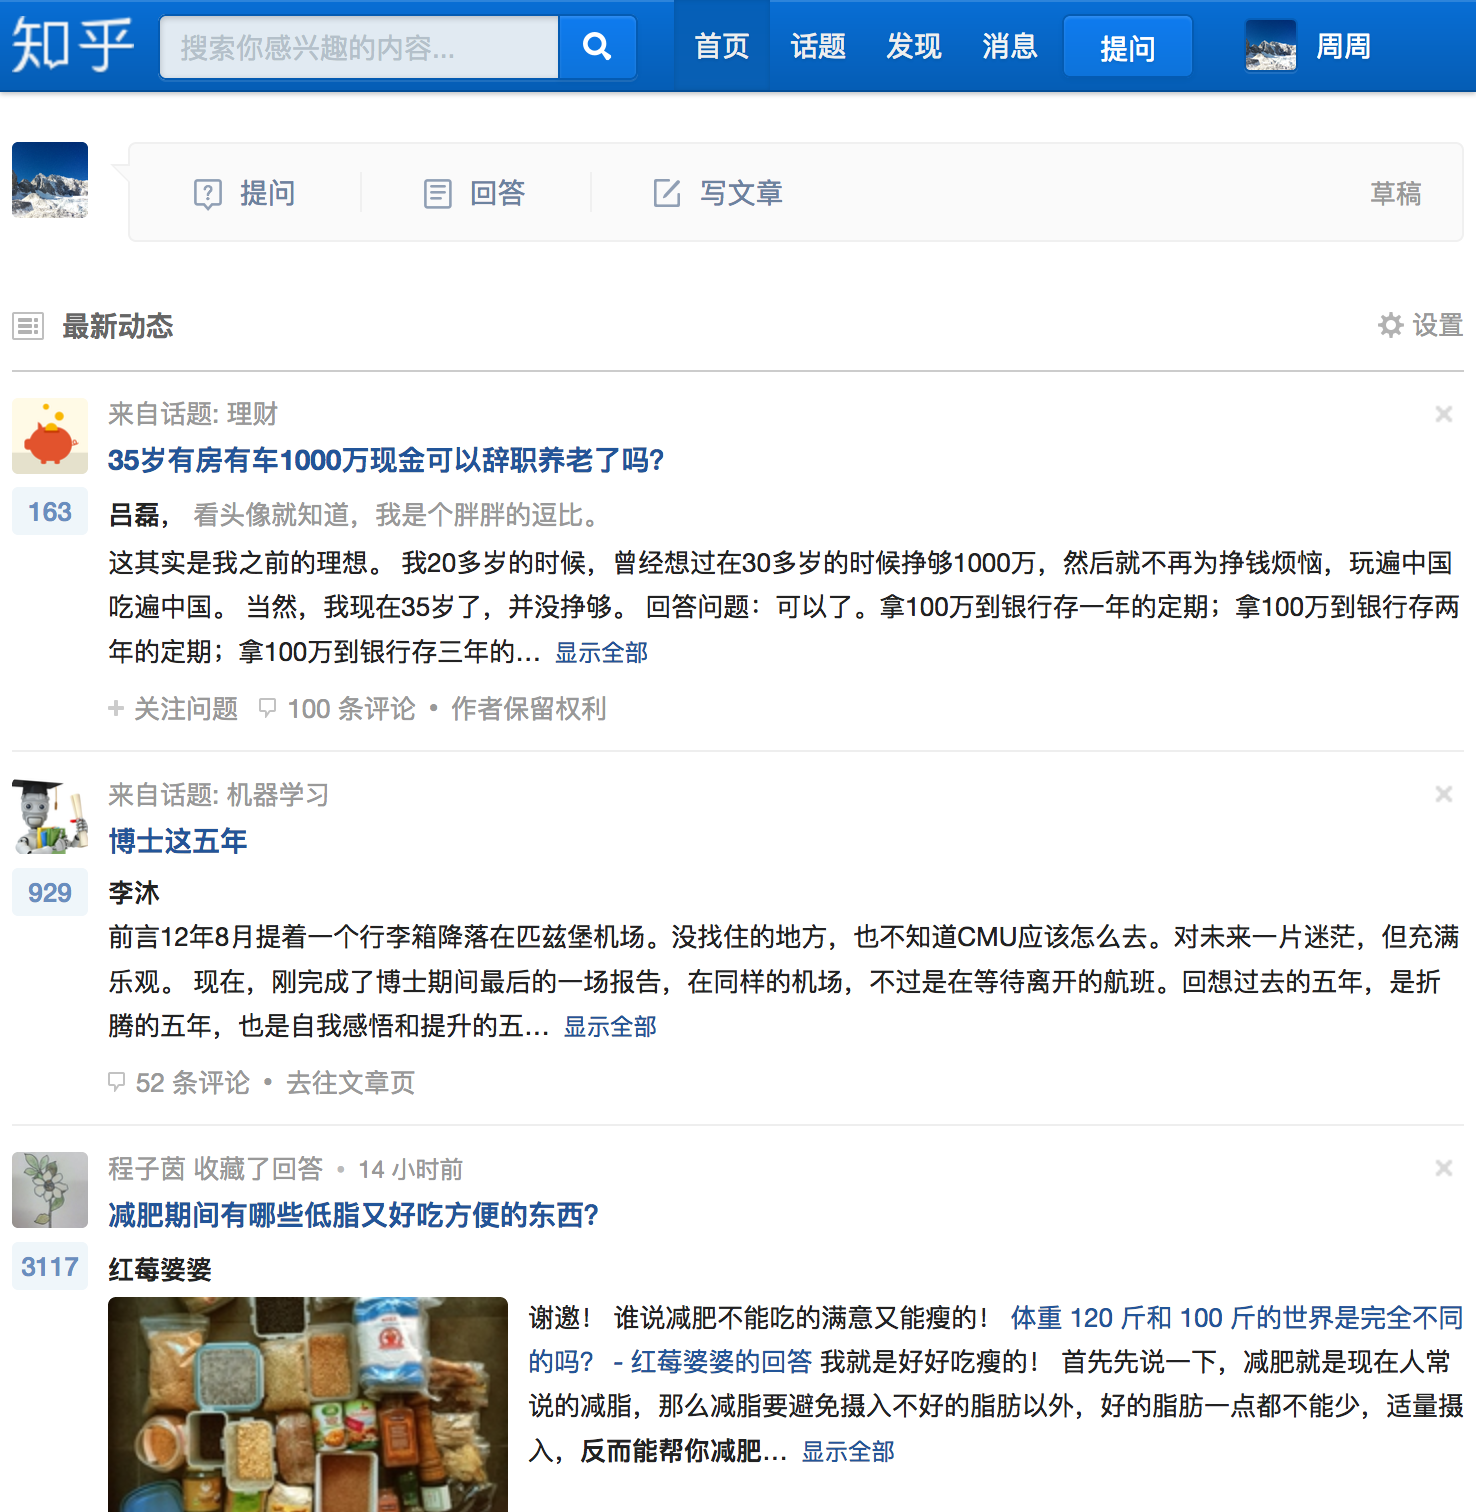 知乎
搜索你感兴趣的内容...
首页 话题 发现 消息 提问 周周
提问 回答 写文章 草稿
最新动态 设置
来自话题: 理财
35岁有房有车1000万现金可以辞职养老了吗?
163
吕磊， 看头像就知道，我是个胖胖的逗比。
这其实是我之前的理想。 我20多岁的时候，曾经想过在30多岁的时候挣够1000万，然后就不再为挣钱烦恼，玩遍中国
吃遍中国。 当然，我现在35岁了，并没挣够。 回答问题：可以了。拿100万到银行存一年的定期；拿100万到银行存两
年的定期；拿100万到银行存三年的… 显示全部
关注问题 100 条评论 • 作者保留权利
来自话题: 机器学习
博士这五年
929
李沐
前言12年8月提着一个行李箱降落在匹兹堡机场。没找住的地方，也不知道CMU应该怎么去。对未来一片迷茫，但充满
乐观。 现在，刚完成了博士期间最后的一场报告，在同样的机场，不过是在等待离开的航班。回想过去的五年，是折
腾的五年，也是自我感悟和提升的五… 显示全部
52 条评论 • 去往文章页
程子茵 收藏了回答 • 14 小时前
减肥期间有哪些低脂又好吃方便的东西?
3117
红莓婆婆
谢邀！ 谁说减肥不能吃的满意又能瘦的！ 体重 120 斤和 100 斤的世界是完全不同
的吗？ - 红莓婆婆的回答 我就是好好吃瘦的！ 首先先说一下，减肥就是现在人常
说的减脂，那么减脂要避免摄入不好的脂肪以外，好的脂肪一点都不能少，适量摄
入，反而能帮你减肥… 显示全部